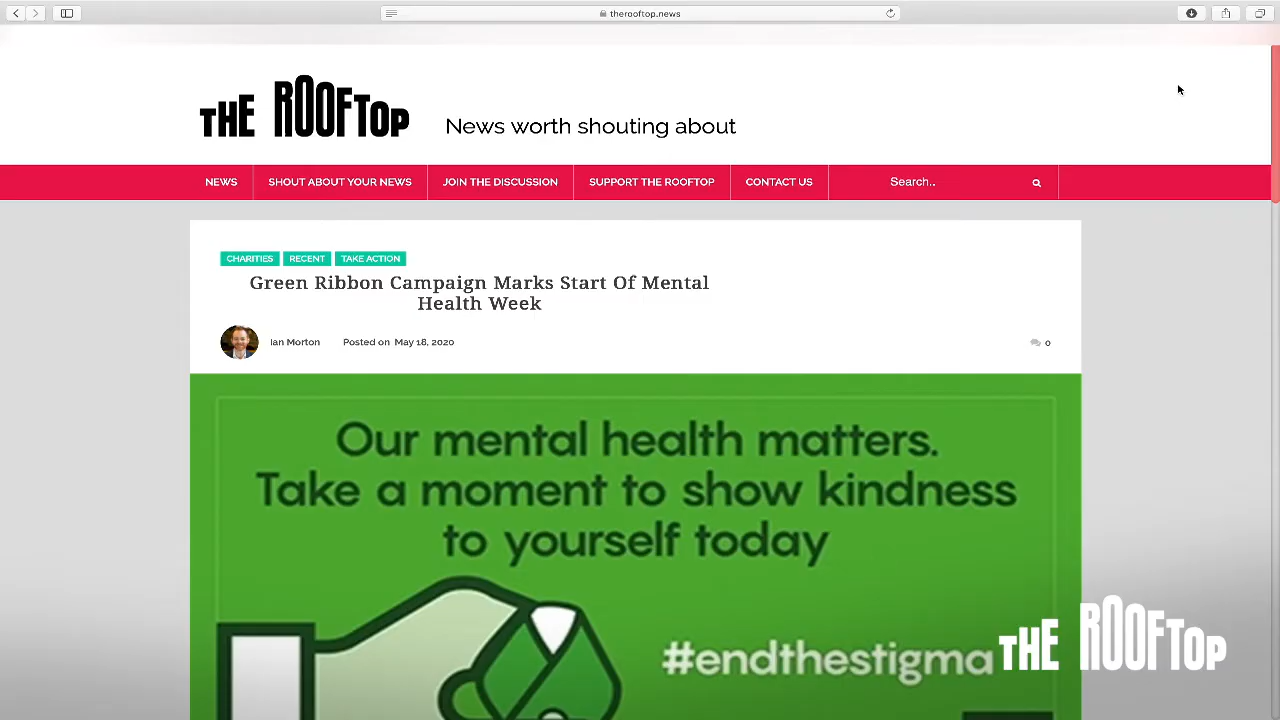 therooftop.news
THE ROOFTOP
News worth shouting about
NEWS
SHOUT ABOUT YOUR NEWS
JOIN THE DISCUSSION
SUPPORT THE ROOFTOP
CONTACT US
Search..
CHARITIES
RECENT
TAKE ACTION
Green Ribbon Campaign Marks Start Of Mental
Health Week
Ian Morton
Posted on May 18, 2020
0
Our mental health matters.
Take a moment to show kindness
to yourself today
#endthestigma
THE ROOFTOP